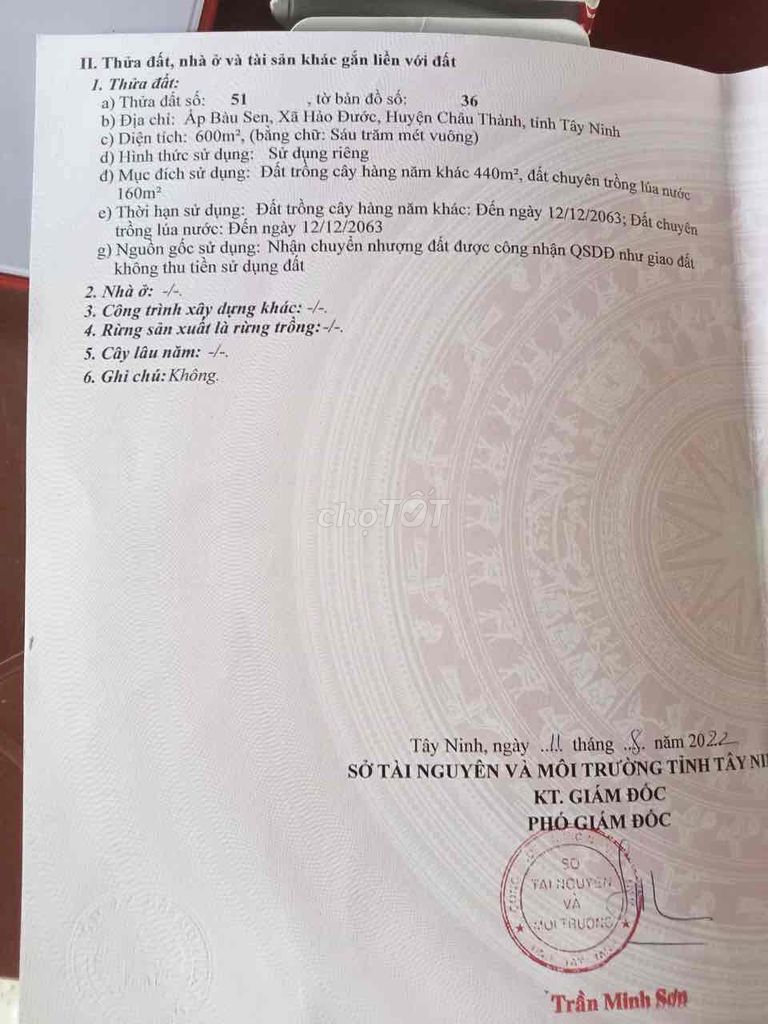 II. Thửa đất, nhà ở và tài sản khác gắn liền với đất
1. Thửa đất:
a) Thửa đất số: 51 , tờ bản đồ số: 36
b) Địa chỉ: Ấp Bàu Sen, Xã Hảo Đước, Huyện Châu Thành, tỉnh Tây Ninh
c) Diện tích: 600m², (bằng chữ: Sáu trăm mét vuông)
d) Hình thức sử dụng: Sử dụng riêng
đ) Mục đích sử dụng: Đất trồng cây hàng năm khác 440m², đất chuyên trồng lúa nước
160m²
e) Thời hạn sử dụng: Đất trồng cây hàng năm khác: Đến ngày 12/12/2063; Đất chuyên
trồng lúa nước: Đến ngày 12/12/2063
g) Nguồn gốc sử dụng: Nhận chuyển nhượng đất được công nhận QSDĐ như giao đất
không thu tiền sử dụng đất
2. Nhà ở: -/-.
3. Công trình xây dựng khác: -/-.
4. Rừng sản xuất là rừng trồng:-/-.
5. Cây lâu năm: -/-.
6. Ghi chú: Không.
chợTỐT
Tây Ninh, ngày ..11 tháng ..8. năm 2022
SỞ TÀI NGUYÊN VÀ MÔI TRƯỜNG TỈNH TÂY NI
KT. GIÁM ĐỐC
PHÓ GIÁM ĐỐC
SỞ
TÀI NGUYÊN
VÀ
MÔI TRƯỜNG
Trần Minh Sơn